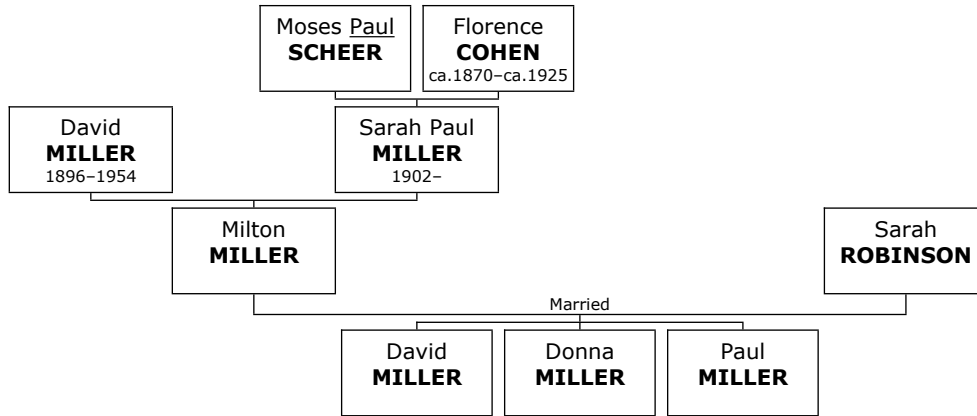 Moses Paul
SCHEER
Florence
COHEN
ca.1870–ca.1925
David
MILLER
1896–1954
Sarah Paul
MILLER
1902–
Milton
MILLER
Sarah
ROBINSON
Married
David
MILLER
Donna
MILLER
Paul
MILLER